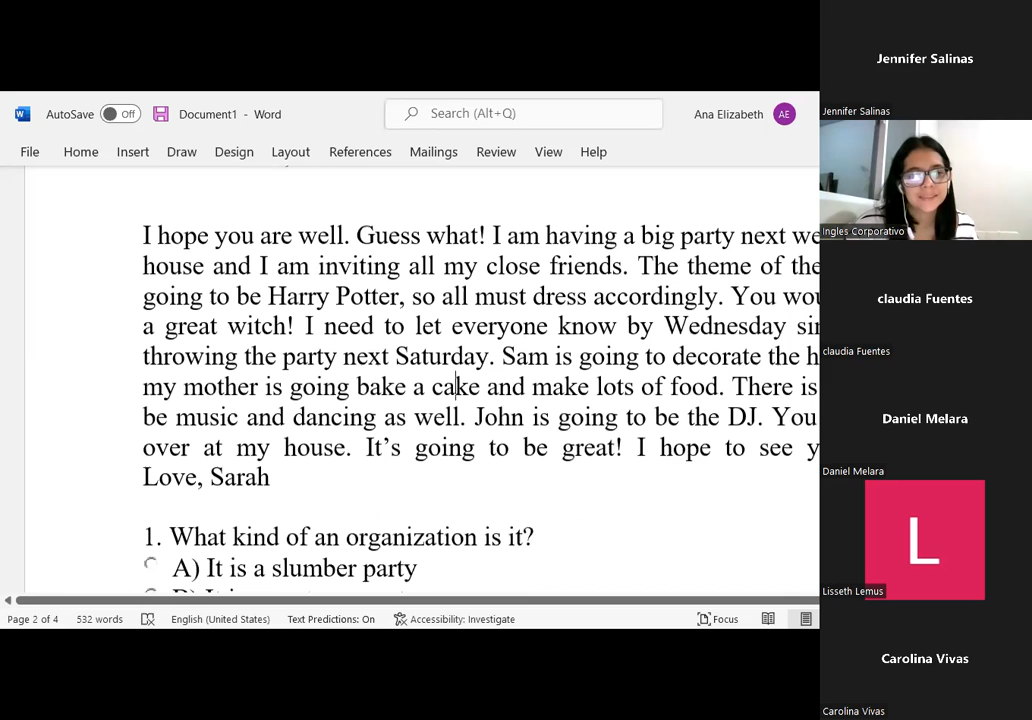 Jennifer Salinas
Jennifer Salinas
AutoSave Off Document1 - Word Search (Alt+Q) Ana Elizabeth AE
File Home Insert Draw Design Layout References Mailings Review View Help
Ingles Corporativo
I hope you are well. Guess what! I am having a big party next we
house and I am inviting all my close friends. The theme of the
going to be Harry Potter, so all must dress accordingly. You wou
a great witch! I need to let everyone know by Wednesday sin
throwing the party next Saturday. Sam is going to decorate the h
my mother is going bake a cake and make lots of food. There is
be music and dancing as well. John is going to be the DJ. You
over at my house. It’s going to be great! I hope to see y
Love, Sarah
1. What kind of an organization is it?
A) It is a slumber party
Page 2 of 4 532 words English (United States) Text Predictions: On Accessibility: Investigate Focus
claudia Fuentes
claudia Fuentes
Daniel Melara
Daniel Melara
L
Lisseth Lemus
Carolina Vivas
Carolina Vivas